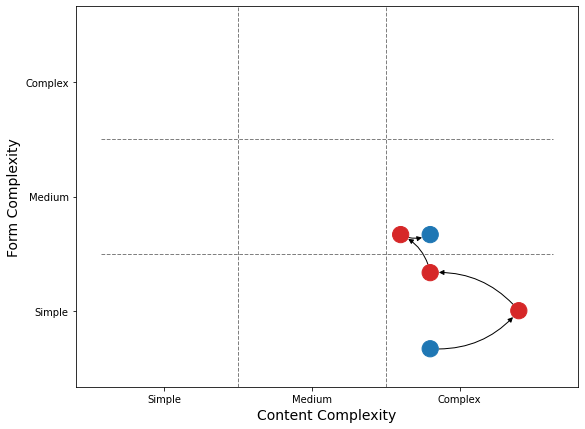 Form Complexity
Complex
Medium
Simple
Simple
Medium
Complex
Content Complexity